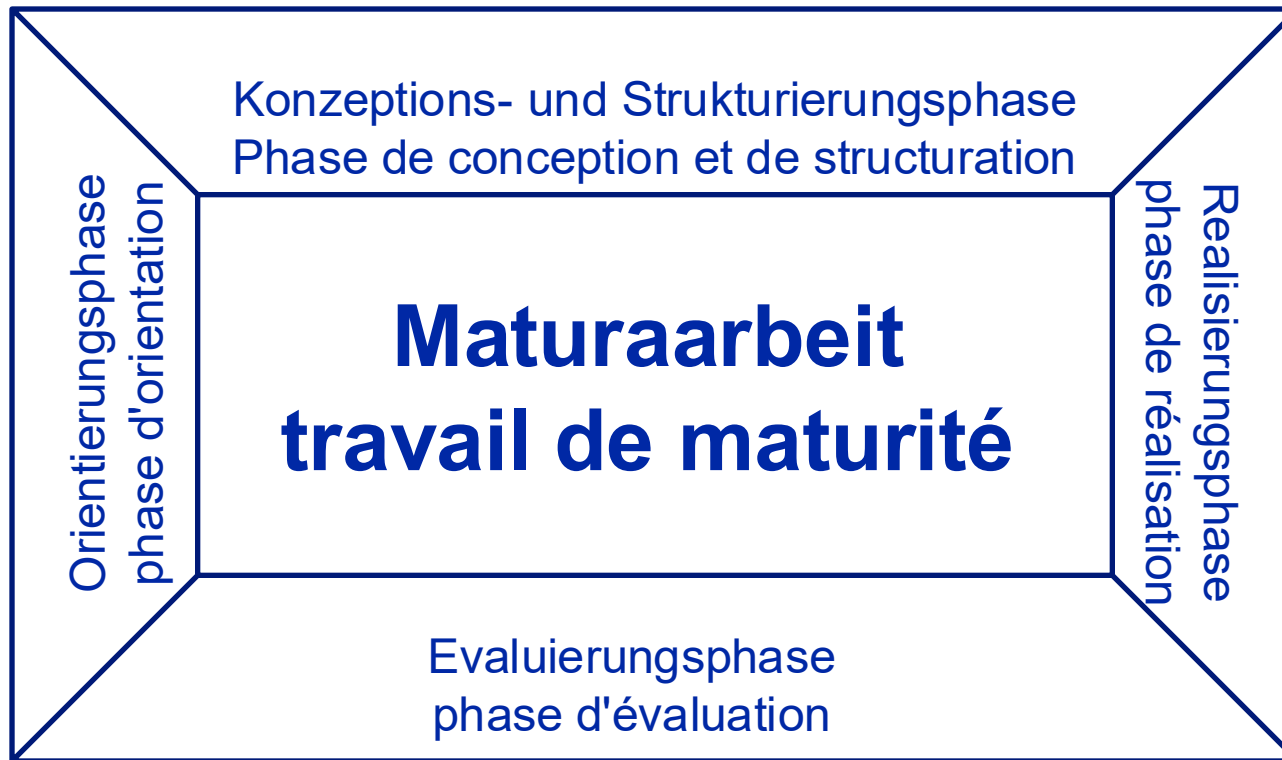 Konzeptions- und Strukturierungsphase
Phase de conception et de structuration
Orientierungsphase
phase d'orientation
Maturaarbeit
travail de maturité
Realisierungsphase
phase de réalisation
Evaluierungsphase
phase d'évaluation